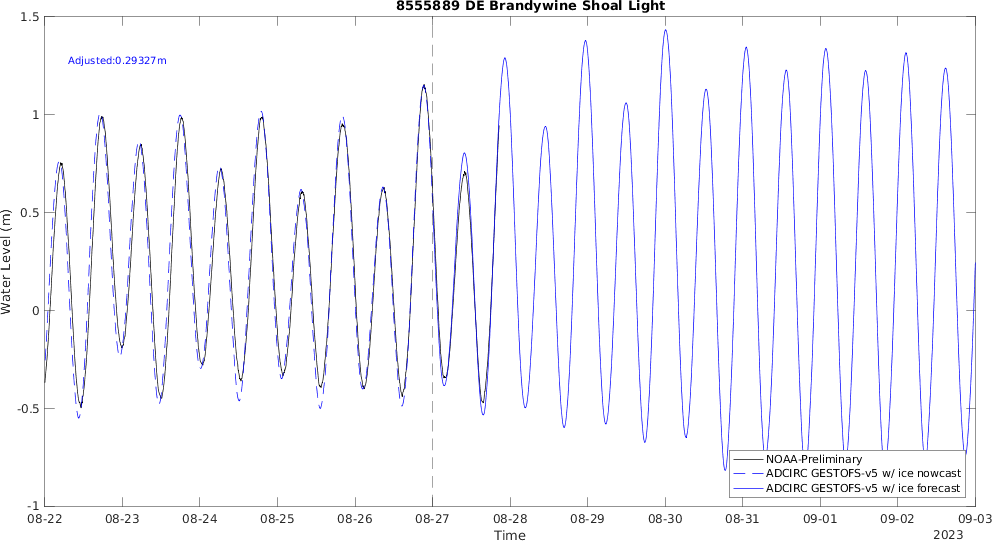 8555889 DE Brandywine Shoal Light
Adjusted:0.29327m
Water Level (m)
1.5
1
0.5
0
-0.5
-1
NOAA-Preliminary
ADCIRC GESTOFS-v5 w/ ice nowcast
ADCIRC GESTOFS-v5 w/ ice forecast
08-22 08-23 08-24 08-25 08-26 08-27 08-28 08-29 08-30 08-31 09-01 09-02 09-03
Time
2023